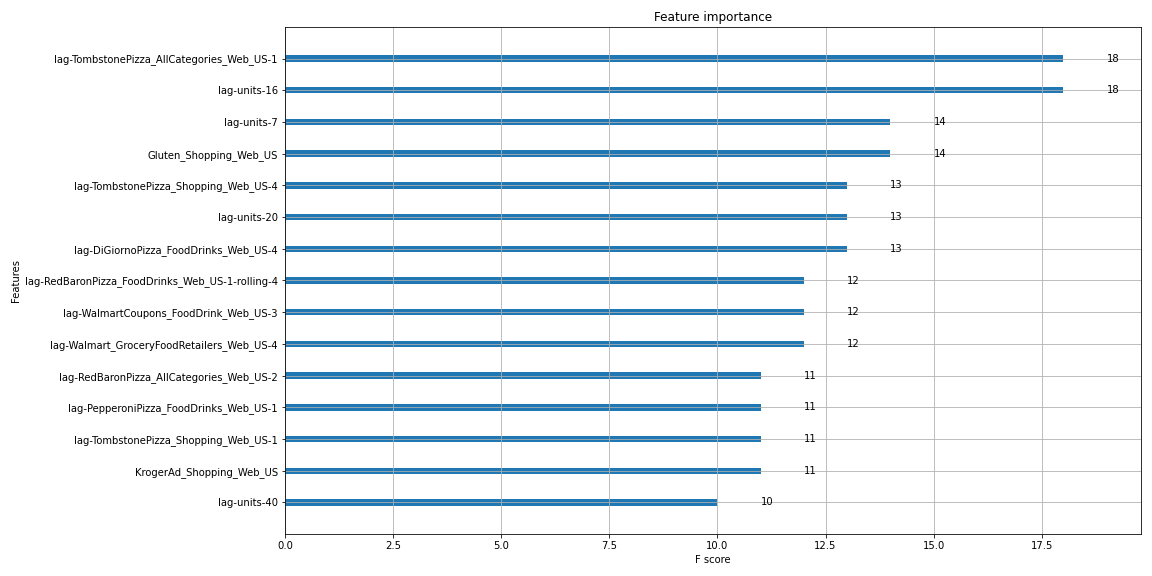 Feature importance
lag-TombstonePizza_AllCategories_Web_US-1 18
lag-units-16 18
lag-units-7 14
Gluten_Shopping_Web_US 14
lag-TombstonePizza_Shopping_Web_US-4 13
lag-units-20 13
lag-DiGiornoPizza_FoodDrinks_Web_US-4 13
lag-RedBaronPizza_FoodDrinks_Web_US-1-rolling-4 12
lag-WalmartCoupons_FoodDrink_Web_US-3 12
lag-Walmart_GroceryFoodRetailers_Web_US-4 12
lag-RedBaronPizza_AllCategories_Web_US-2 11
lag-PepperoniPizza_FoodDrinks_Web_US-1 11
lag-TombstonePizza_Shopping_Web_US-1 11
KrogerAd_Shopping_Web_US 11
lag-units-40 10
Features
0.0 2.5 5.0 7.5 10.0 12.5 15.0 17.5
F score